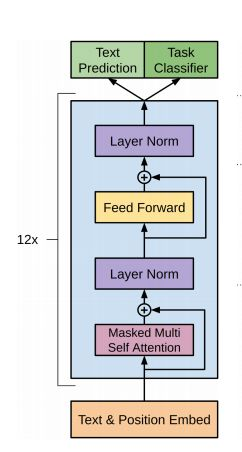 Text
Prediction
Task
Classifier
Layer Norm
+
Feed Forward
12x
Layer Norm
+
Masked Multi
Self Attention
Text & Position Embed